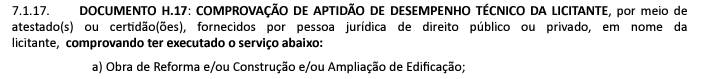 7.1.17. DOCUMENTO H.17: COMPROVAÇÃO DE APTIDÃO DE DESEMPENHO TÉCNICO DA LICITANTE, por meio de
atestado(s) ou certidão(ões), fornecidos por pessoa jurídica de direito público ou privado, em nome da
licitante, comprovando ter executado o serviço abaixo:
a) Obra de Reforma e/ou Construção e/ou Ampliação de Edificação;